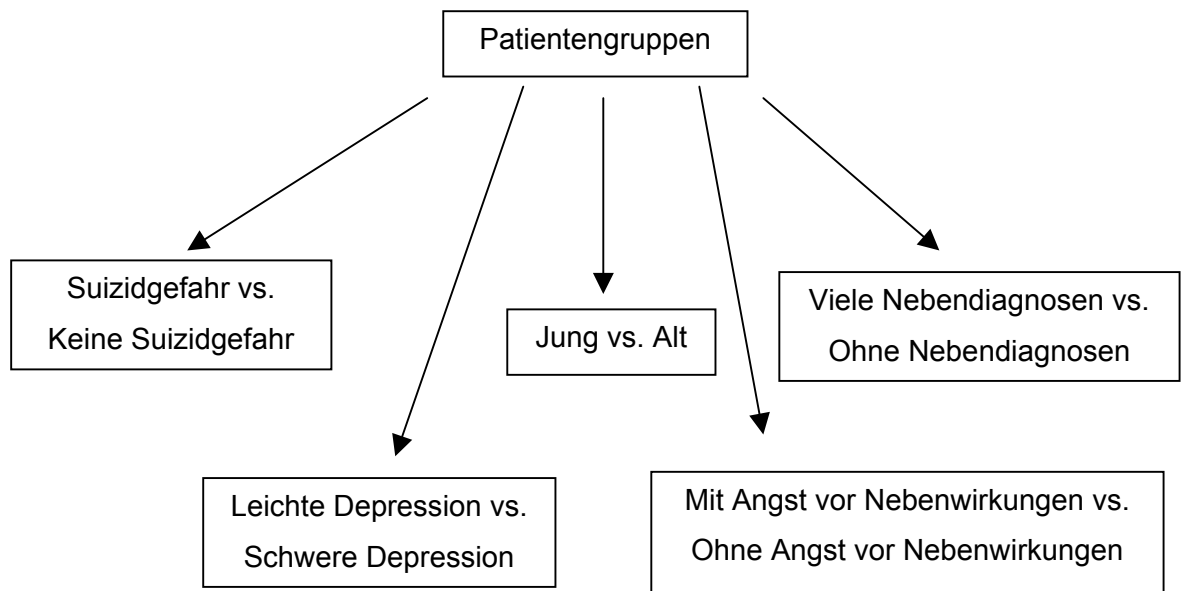 Patientengruppen
Suizidgefahr vs.
Keine Suizidgefahr
Jung vs. Alt
Viele Nebendiagnosen vs.
Ohne Nebendiagnosen
Leichte Depression vs.
Schwere Depression
Mit Angst vor Nebenwirkungen vs.
Ohne Angst vor Nebenwirkungen